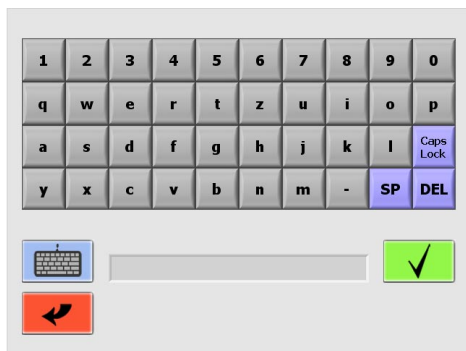 1 2 3 4 5 6 7 8 9 0
q w e r t z u i o p
a s d f g h j k l Caps Lock
y x c v b n m - SP DEL